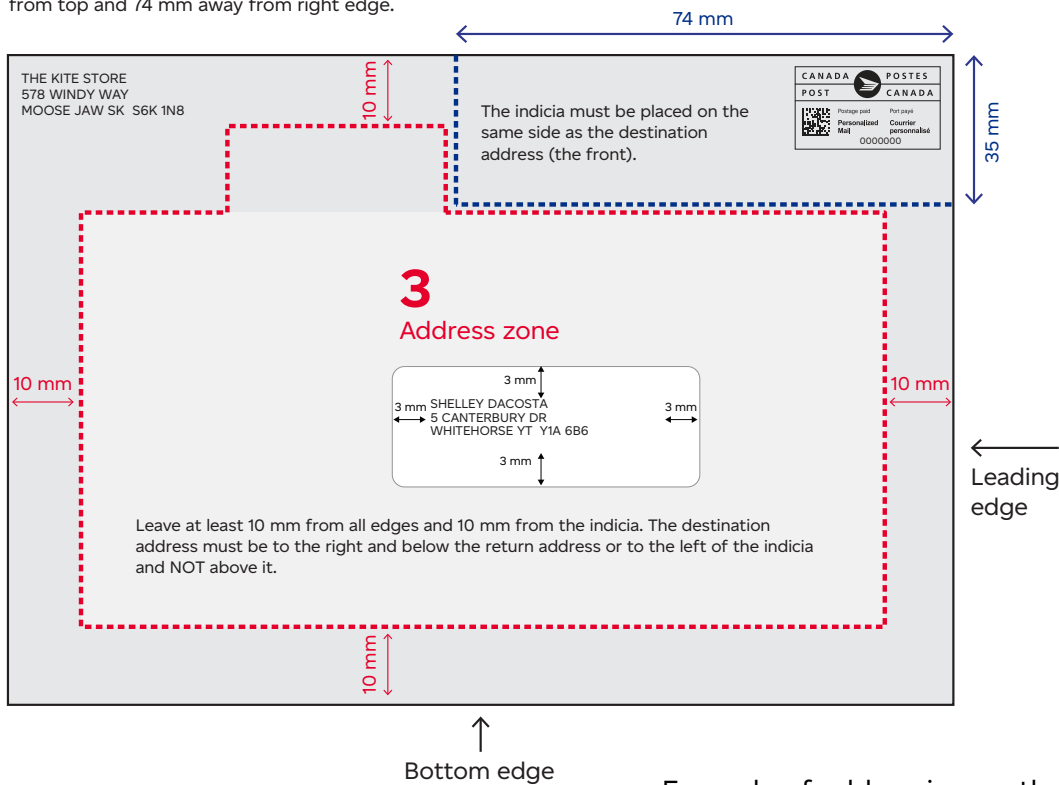 from top and 74 mm away from right edge.
74 mm
THE KITE STORE
578 WINDY WAY
MOOSE JAW SK  S6K 1N8
10 mm
The indicia must be placed on the
same side as the destination
address (the front).
CANADA POSTES
POST CANADA
Postage paid Port payé
Personalized Courrier
Mail personnalisé
0000000
35 mm
3
Address zone
10 mm
10 mm
3 mm
3 mm
SHELLEY DACOSTA
5 CANTERBURY DR
WHITEHORSE YT  Y1A 6B6
3 mm
3 mm
Leading
edge
Leave at least 10 mm from all edges and 10 mm from the indicia. The destination
address must be to the right and below the return address or to the left of the indicia
and NOT above it.
10 mm
Bottom edge